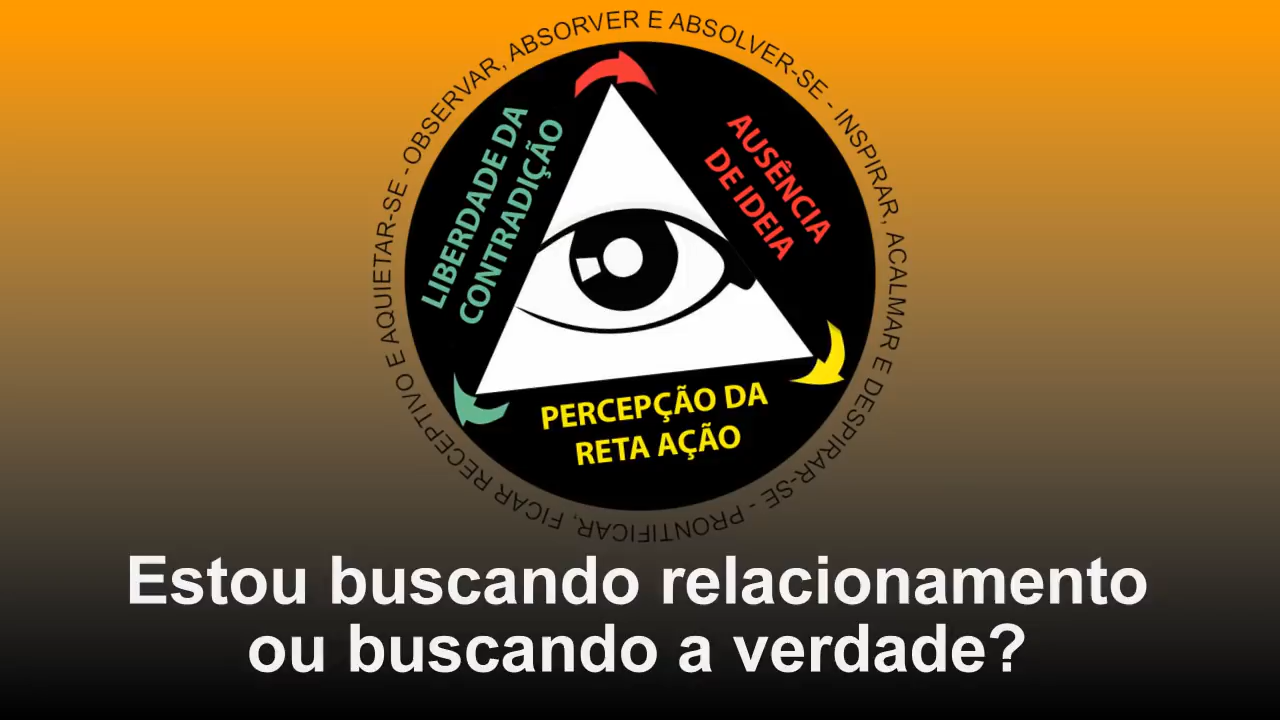 OBSERVAR, ABSORVER E ABSOLVER-SE - INSPIRAR, ACALMAR E DESPIRAR-SE - PRONTIFICAR, FICAR RECEPTIVO E AQUIETAR-SE -
LIBERDADE DA
CONTRADIÇÃO
AUSÊNCIA
DE IDEIA
PERCEPÇÃO DA
RETA AÇÃO
Estou buscando relacionamento
ou buscando a verdade?